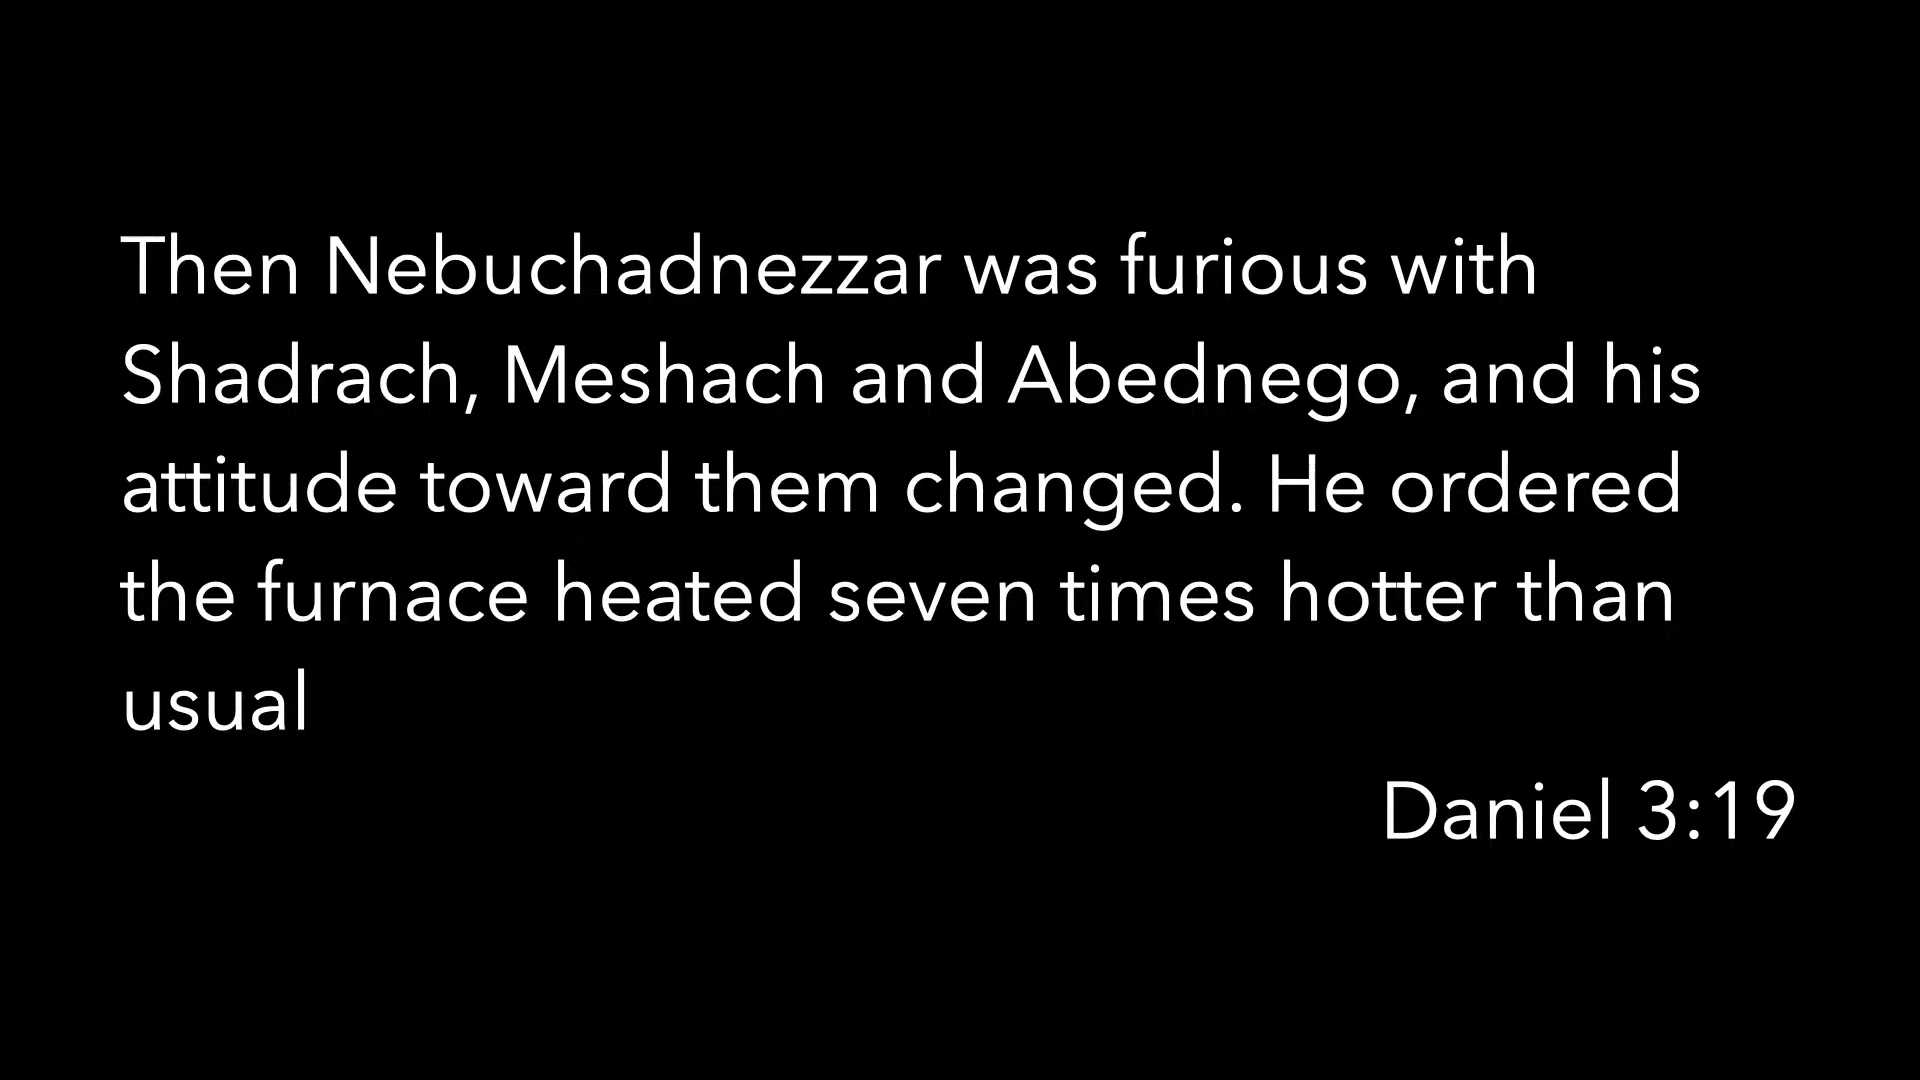 Then Nebuchadnezzar was furious with
Shadrach, Meshach and Abednego, and his
attitude toward them changed. He ordered
the furnace heated seven times hotter than
usual
Daniel 3:19